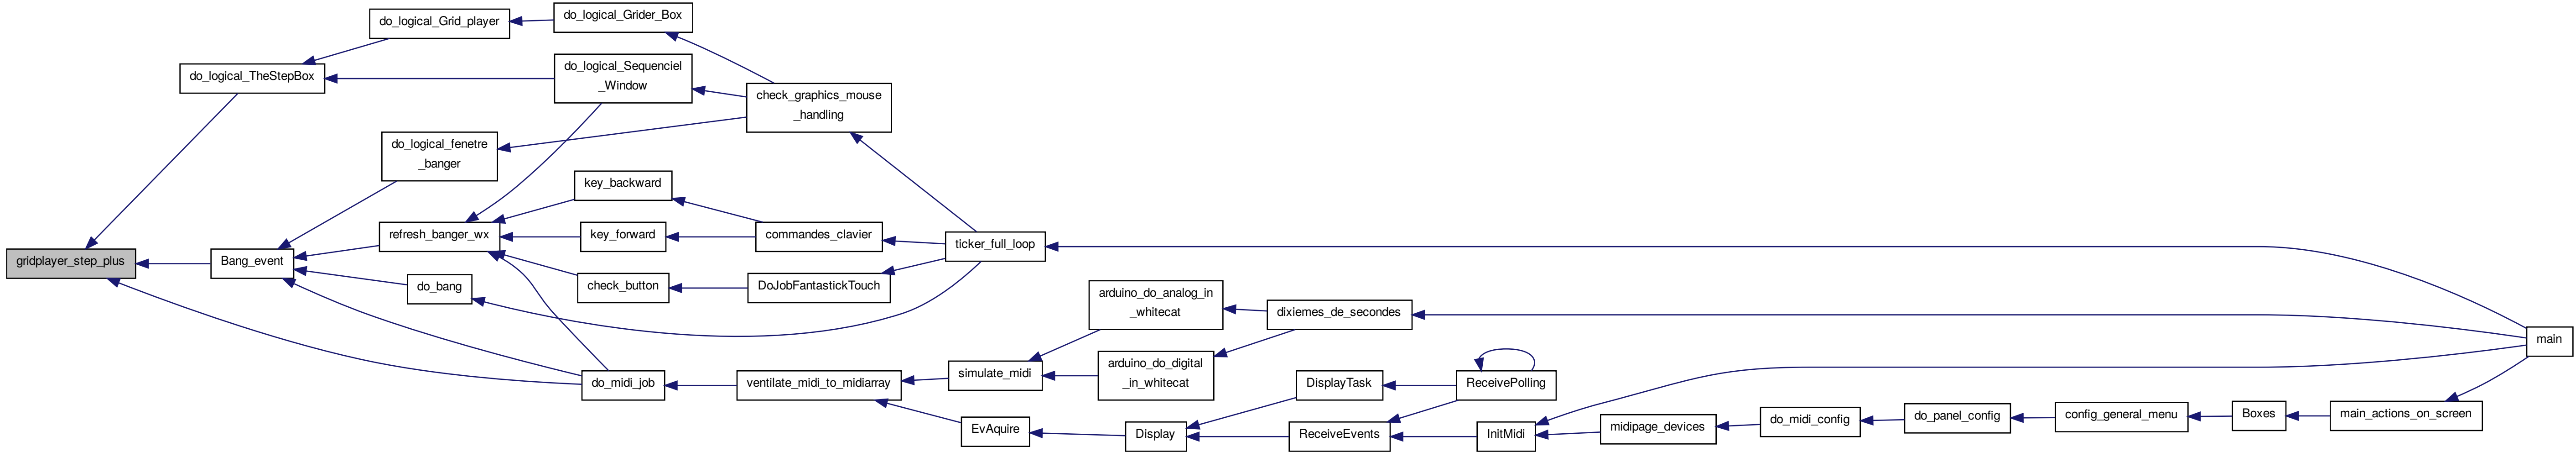 do_logical_Grid_player
do_logical_Grider_Box
do_logical_TheStepBox
do_logical_Sequenciel
_Window
check_graphics_mouse
_handling
do_logical_fenetre
_banger
key_backward
refresh_banger_wx
key_forward
commandes_clavier
ticker_full_loop
gridplayer_step_plus
Bang_event
do_bang
check_button
DoJobFantastickTouch
arduino_do_analog_in
_whitecat
dixiemes_de_secondes
main
do_midi_job
ventilate_midi_to_midiarray
simulate_midi
arduino_do_digital
_in_whitecat
DisplayTask
ReceivePolling
EvAquire
Display
ReceiveEvents
InitMidi
midipage_devices
do_midi_config
do_panel_config
config_general_menu
Boxes
main_actions_on_screen